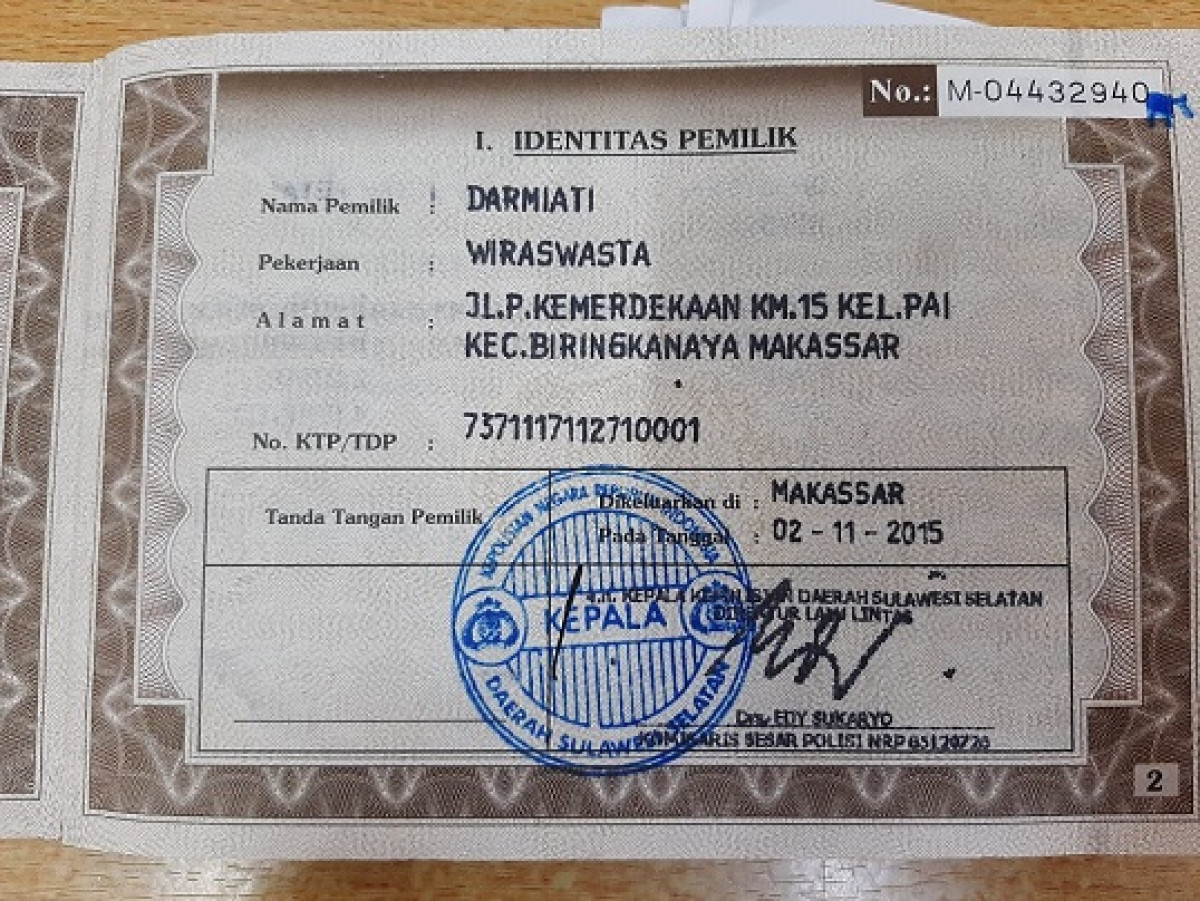 No.: M-04432940
I. IDENTITAS PEMILIK
Nama Pemilik : DARMIATI
Pekerjaan : WIRASWASTA
Alamat : JL.P.KEMERDEKAAN KM.15 KEL.PAI
KEC.BIRINGKANAYA MAKASSAR
No. KTP/TDP : 7371117112710001
Tanda Tangan Pemilik
Dikeluarkan di : MAKASSAR
Pada Tanggal : 02 - 11 - 2015
KEPALA DAERAH SULAWESI SELATAN
LALU LINTAS
KEPALA
DAERAH SULAWESI SELATAN
Drs. EDY SUKARYO
KOMISARIS BESAR POLISI NRP
2